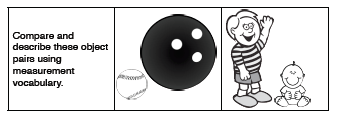 Compare and
describe these object
pairs using
measurement
vocabulary.